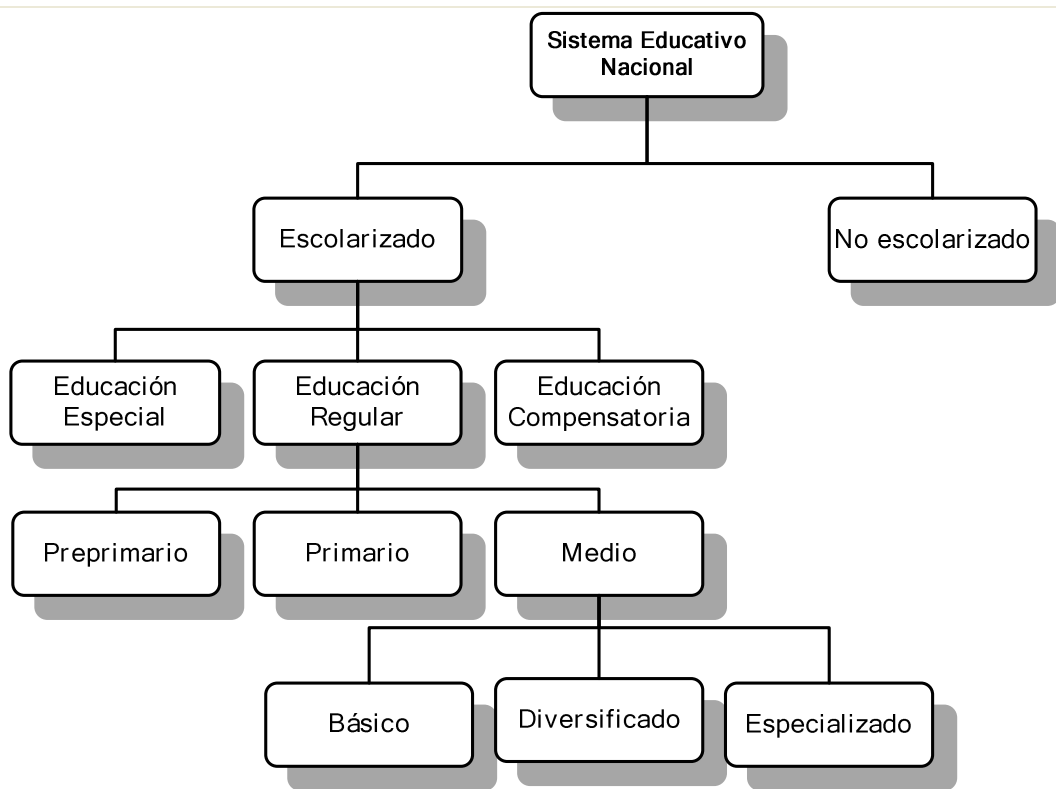 Sistema Educativo
Nacional
Escolarizado
No escolarizado
Educación
Especial
Educación
Regular
Educación
Compensatoria
Preprimario
Primario
Medio
Básico
Diversificado
Especializado